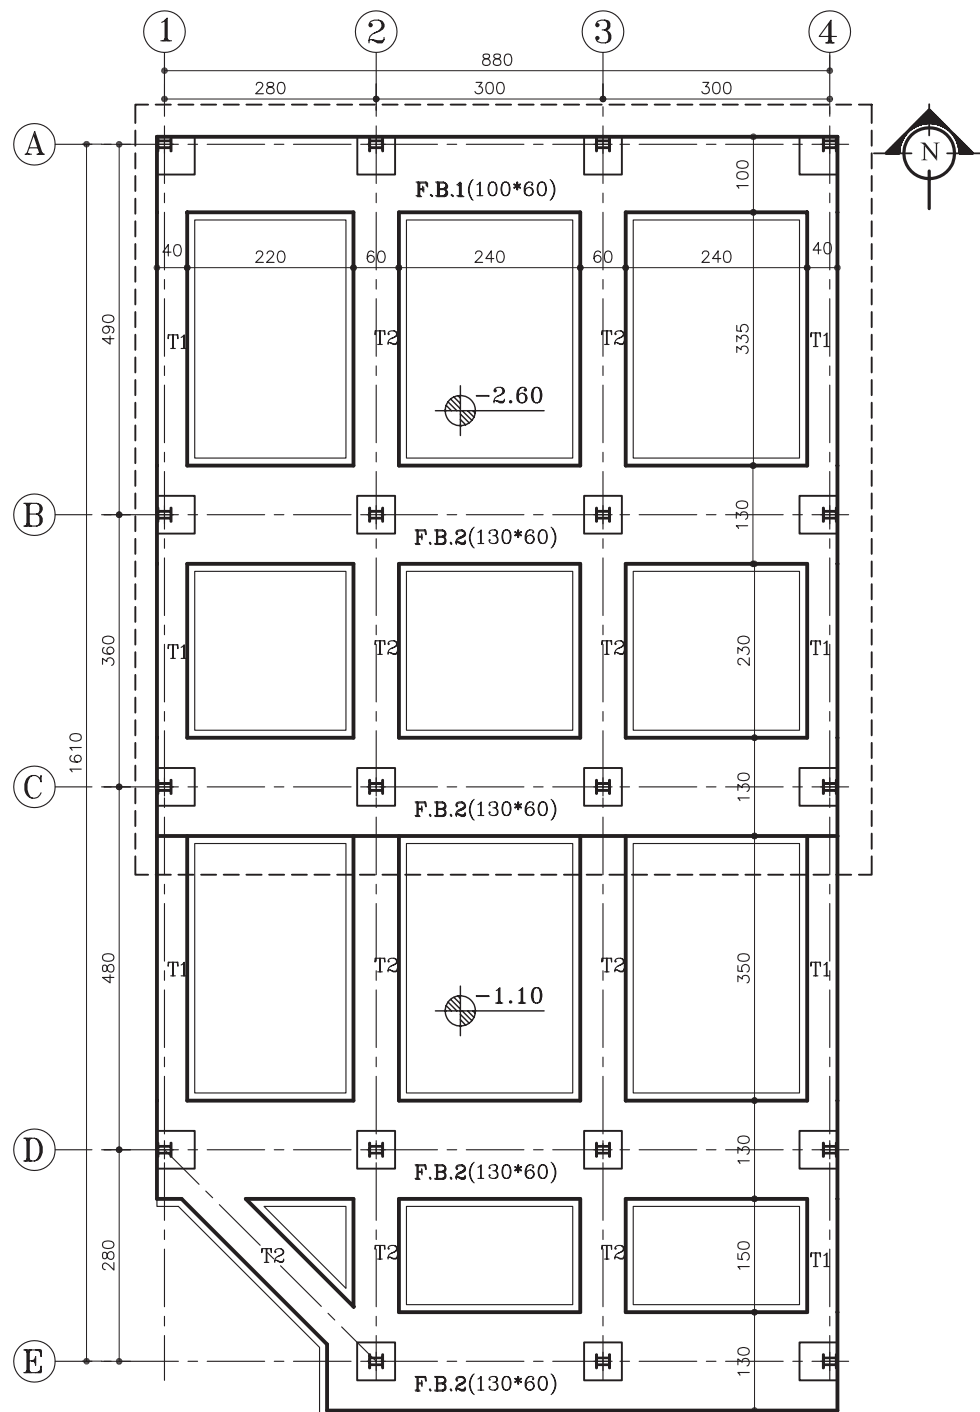 1 2 3 4
880
280 300 300
A
N
100
F.B.1(100*60)
40 220 60 240 60 240 40
490
335
T1 T2 T2 T1
-2.60
B
130
F.B.2(130*60)
360
230
T1 T2 T2 T1
1610
C
130
F.B.2(130*60)
480
350
T1 T2 T2 T1
-1.10
D
130
F.B.2(130*60)
280
150
T2 T2 T2 T1
E
130
F.B.2(130*60)